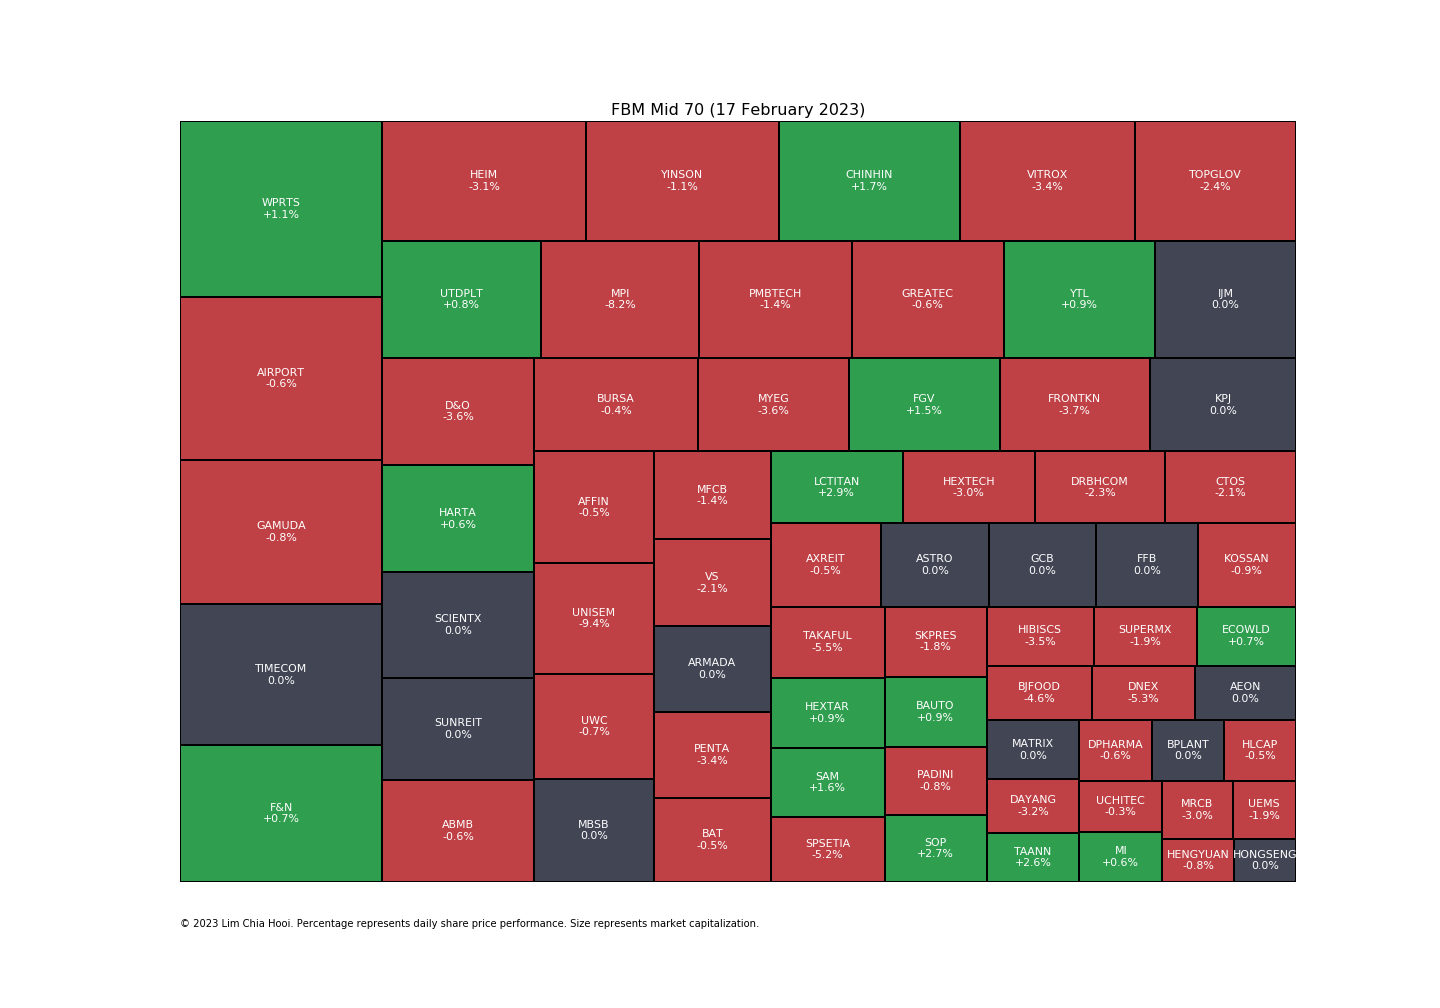 FBM Mid 70 (17 February 2023)
WPRTS
+1.1%
AIRPORT
-0.6%
GAMUDA
-0.8%
TIMECOM
0.0%
F&N
+0.7%
HEIM
-3.1%
YINSON
-1.1%
CHINHIN
+1.7%
VITROX
-3.4%
TOPGLOV
-2.4%
UTDPLT
+0.8%
MPI
-8.2%
PMBTECH
-1.4%
GREATEC
-0.6%
YTL
+0.9%
IJM
0.0%
D&O
-3.6%
HARTA
+0.6%
SCIENTX
0.0%
SUNREIT
0.0%
ABMB
-0.6%
BURSA
-0.4%
MYEG
-3.6%
FGV
+1.5%
FRONTKN
-3.7%
KPJ
0.0%
AFFIN
-0.5%
UNISEM
-9.4%
UWC
-0.7%
MBSB
0.0%
MFCB
-1.4%
VS
-2.1%
ARMADA
0.0%
PENTA
-3.4%
BAT
-0.5%
LCTITAN
+2.9%
HEXTECH
-3.0%
DRBHCOM
-2.3%
CTOS
-2.1%
AXREIT
-0.5%
ASTRO
0.0%
GCB
0.0%
FFB
0.0%
KOSSAN
-0.9%
TAKAFUL
-5.5%
HEXTAR
+0.9%
SAM
+1.6%
SPSETIA
-5.2%
SKPRES
-1.8%
BAUTO
+0.9%
PADINI
-0.8%
SOP
+2.7%
HIBISCS
-3.5%
SUPERMX
-1.9%
ECOWLD
+0.7%
BJFOOD
-4.6%
DNEX
-5.3%
AEON
0.0%
MATRIX
0.0%
DAYANG
-3.2%
TAANN
+2.6%
DPHARMA
-0.6%
BPLANT
0.0%
HLCAP
-0.5%
UCHITEC
-0.3%
MI
+0.6%
MRCB
-3.0%
UEMS
-1.9%
HENGYUAN
-0.8%
HONGSENG
0.0%
© 2023 Lim Chia Hooi. Percentage represents daily share price performance. Size represents market capitalization.